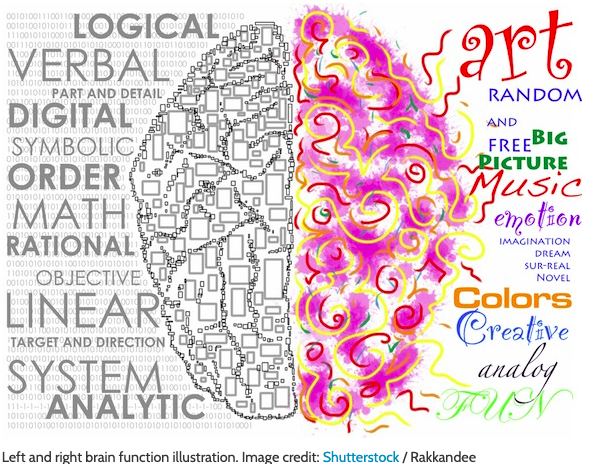 LOGICAL
VERBAL
PART AND DETAIL
DIGITAL
SYMBOLIC
ORDER
MATH
RATIONAL
OBJECTIVE
LINEAR
TARGET AND DIRECTION
SYSTEM
ANALYTIC
art
RANDOM
AND
FREE
BIG
PICTURE
Music
emotion
IMAGINATION
DREAM
SUR-REAL
NOVEL
Colors
Creative
analog
FUN
Left and right brain function illustration. Image credit: Shutterstock / Rakkandee